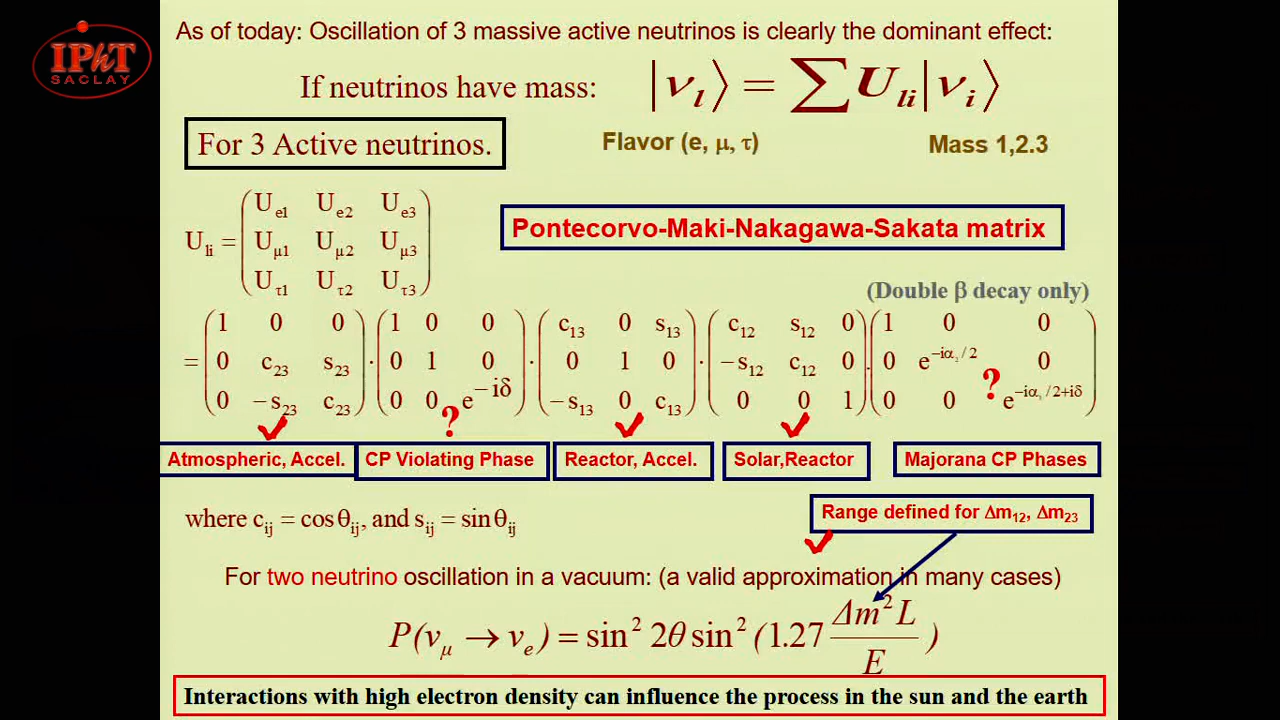 IPhT
SACLAY
As of today: Oscillation of 3 massive active neutrinos is clearly the dominant effect:
If neutrinos have mass: |ν_l⟩ = ∑ U_li |ν_i⟩
For 3 Active neutrinos.
Flavor (e, μ, τ)
Mass 1,2.3
U_e1 U_e2 U_e3
U_li = U_μ1 U_μ2 U_μ3
U_τ1 U_τ2 U_τ3
Pontecorvo-Maki-Nakagawa-Sakata matrix
(Double β decay only)
(1 0 0) (1 0 0) (c_13 0 s_13) (c_12 s_12 0) (1 0 0)
= (0 c_23 s_23) · (0 1 0) · (0 1 0) · (−s_12 c_12 0) · (0 e^−iα_2/2 0)
(0 −s_23 c_23) (0 0 e^−iδ) (−s_13 0 c_13) (0 0 1) (0 0 e^−iα_3/2+iδ)
? ?
Atmospheric, Accel. CP Violating Phase Reactor, Accel. Solar,Reactor Majorana CP Phases
where c_ij = cosθ_ij, and s_ij = sinθ_ij
Range defined for Δm_12, Δm_23
For two neutrino oscillation in a vacuum: (a valid approximation in many cases)
P(ν_μ → ν_e) = sin² 2θ sin² (1.27 Δm² L / E)
Interactions with high electron density can influence the process in the sun and the earth